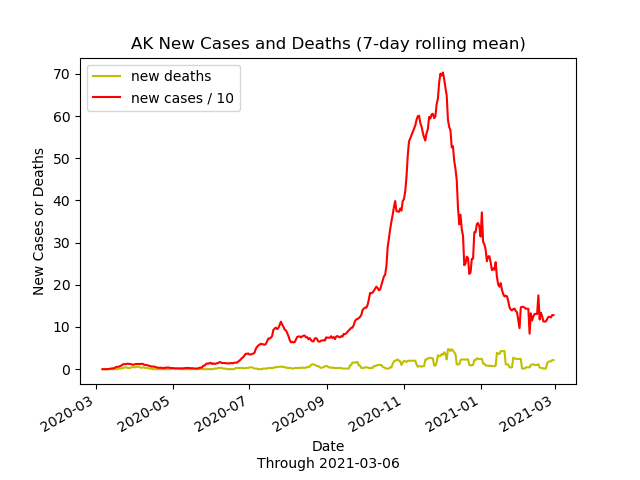 AK New Cases and Deaths (7-day rolling mean)
new deaths
new cases / 10
New Cases or Deaths
70
60
50
40
30
20
10
0
2020-03
2020-05
2020-07
2020-09
2020-11
2021-01
2021-03
Date
Through 2021-03-06